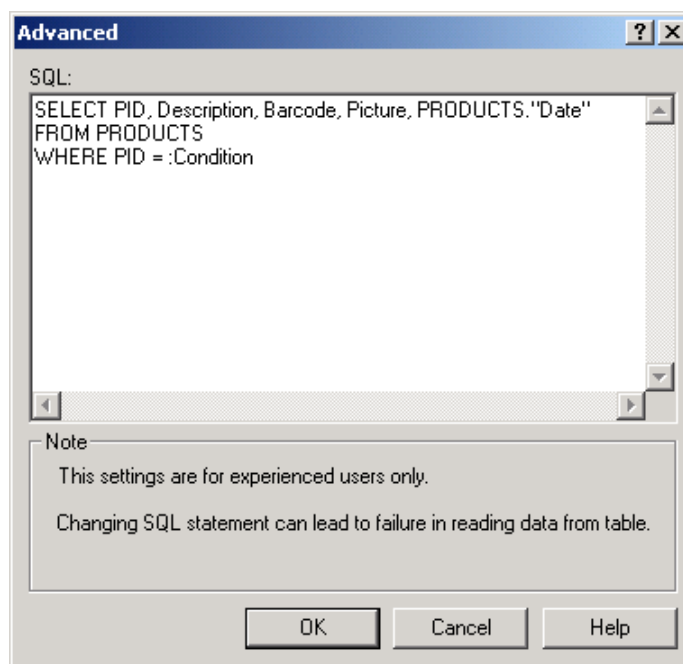 Advanced
SQL:
SELECT PID, Description, Barcode, Picture, PRODUCTS."Date"
FROM PRODUCTS
WHERE PID = :Condition
Note
This settings are for experienced users only.
Changing SQL statement can lead to failure in reading data from table.
OK
Cancel
Help